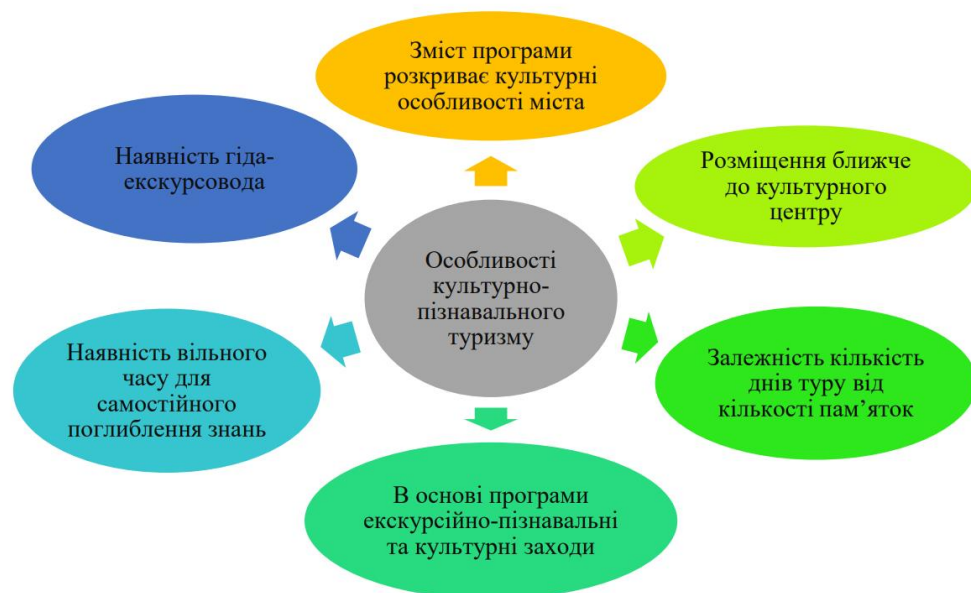 Зміст програми
розкриває культурні
особливості міста
Наявність гіда-
екскурсовода
Розміщення ближче
до культурного
центру
Особливості
культурно-
пізнавального
туризму
Наявність вільного
часу для
самостійного
поглиблення знань
Залежність кількість
днів туру від
кількості пам’яток
В основі програми
екскурсійно-пізнавальні
та культурні заходи